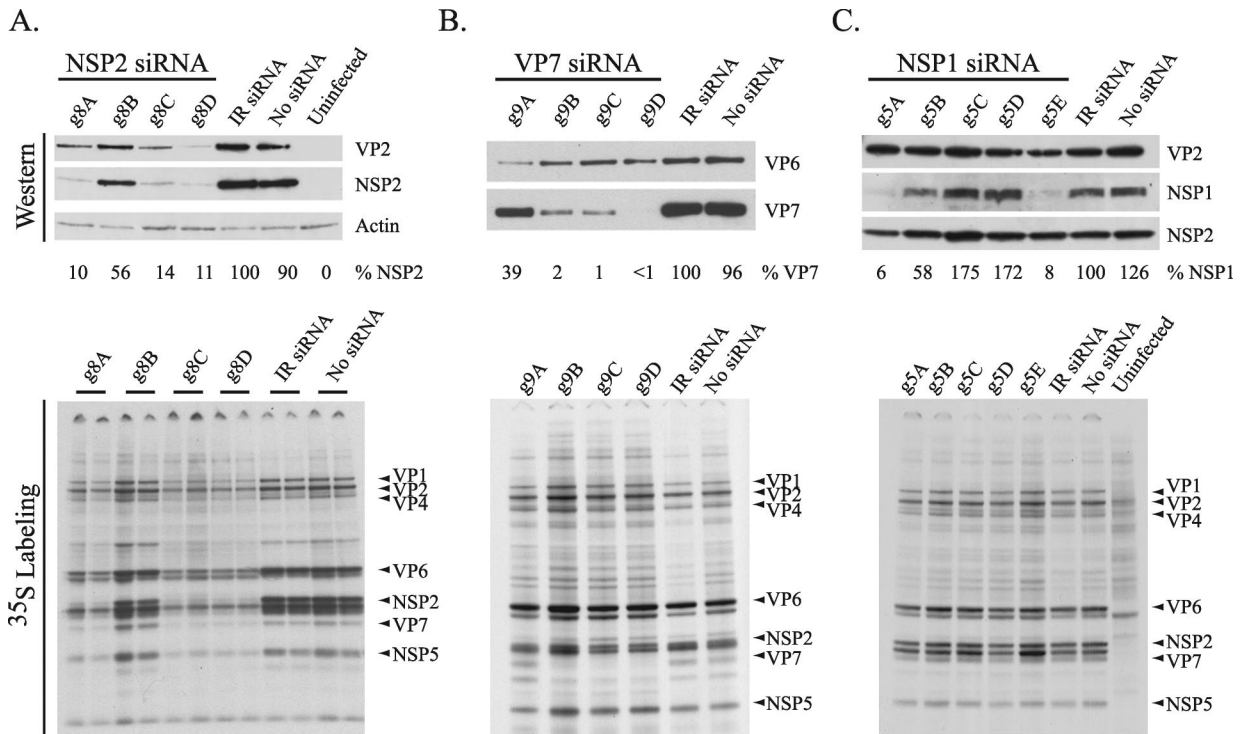 A.
NSP2 siRNA
g8A g8B g8C g8D IR siRNA No siRNA Uninfected
Western
VP2
NSP2
Actin
10 56 14 11 100 90 0 % NSP2
g8A g8B g8C g8D IR siRNA No siRNA
35S Labeling
VP1
VP2
VP4
VP6
NSP2
VP7
NSP5
B.
VP7 siRNA
g9A g9B g9C g9D IR siRNA No siRNA
VP6
VP7
39 2 1 <1 100 96 % VP7
g9A g9B g9C g9D IR siRNA No siRNA
VP1
VP2
VP4
VP6
NSP2
VP7
NSP5
C.
NSP1 siRNA
g5A g5B g5C g5D g5E IR siRNA No siRNA
VP2
NSP1
NSP2
6 58 175 172 8 100 126 % NSP1
g5A g5B g5C g5D g5E IR siRNA No siRNA Uninfected
VP1
VP2
VP4
VP6
NSP2
VP7
NSP5